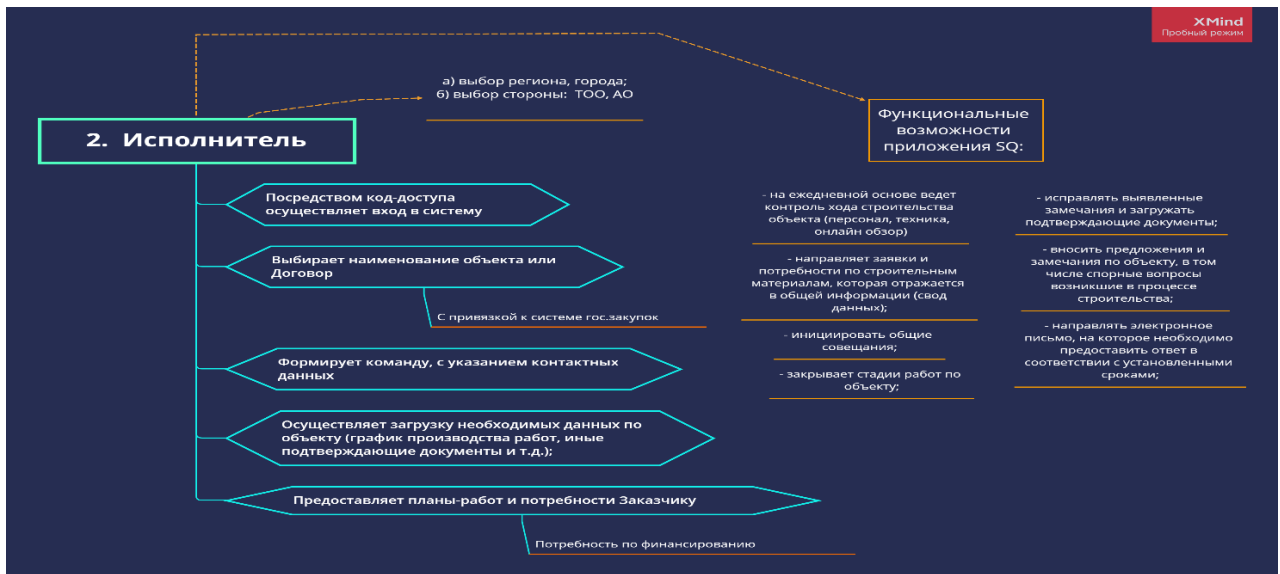 XMind
Пробный режим
а) выбор региона, города;
б) выбор стороны: ТОО, АО
2. Исполнитель
Функциональные
возможности
приложения SQ:
Посредством код-доступа
осуществляет вход в систему
Выбирает наименование объекта или
Договор
С привязкой к системе гос.закупок
Формирует команду, с указанием контактных
данных
Осуществляет загрузку необходимых данных по
объекту (график производства работ, иные
подтверждающие документы и т.д.);
Предоставляет планы-работ и потребности Заказчику
Потребность по финансированию
- на ежедневной основе ведет
контроль хода строительства
объекта (персонал, техника,
онлайн обзор)
- направляет заявки и
потребности по строительным
материалам, которая отражается
в общей информации (свод
данных);
- инициировать общие
совещания;
- закрывает стадии работ по
объекту;
- исправлять выявленные
замечания и загружать
подтверждающие документы;
- вносить предложения и
замечания по объекту, в том
числе спорные вопросы
возникшие в процессе
строительства;
- направлять электронное
письмо, на которое необходимо
предоставить ответ в
соответствии с установленными
сроками;